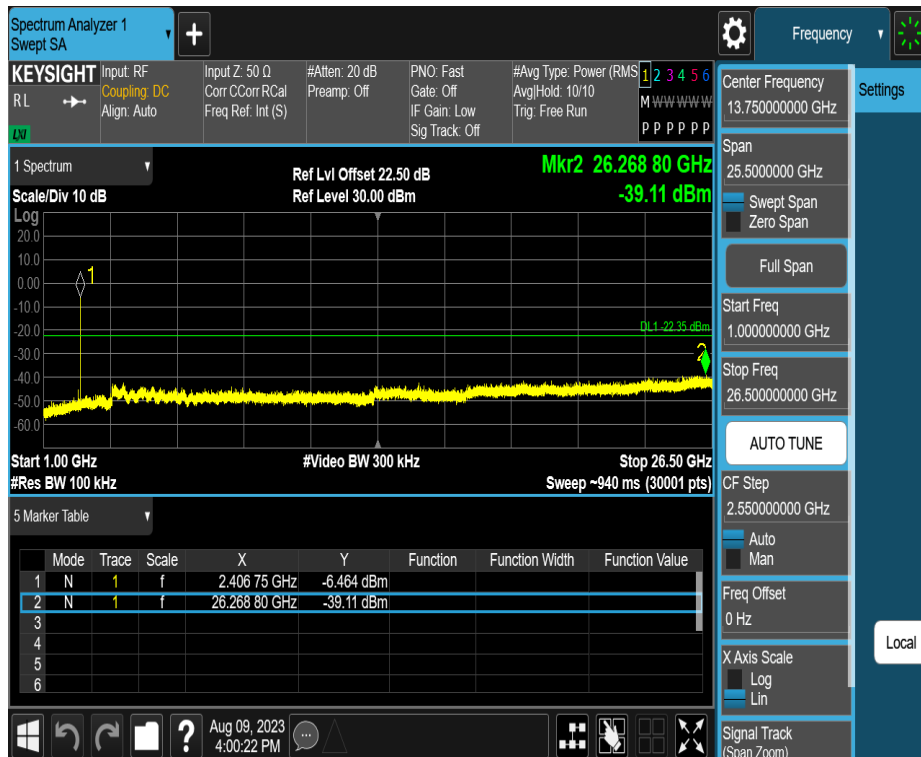 Spectrum Analyzer 1
Swept SA
+
Frequency
KEYSIGHT
RL
LXI
Input: RF
Coupling: DC
Align: Auto
Input Z: 50 Ω
Corr CCorr RCal
Freq Ref: Int (S)
#Atten: 20 dB
Preamp: Off
PNO: Fast
Gate: Off
IF Gain: Low
Sig Track: Off
#Avg Type: Power (RMS
Avg|Hold: 10/10
Trig: Free Run
1 2 3 4 5 6
M W W W W W
P P P P P P
1 Spectrum
Scale/Div 10 dB
Ref Lvl Offset 22.50 dB
Ref Level 30.00 dBm
Mkr2 26.268 80 GHz
-39.11 dBm
Log
20.0
10.0
0.00
-10.0
-20.0
-30.0
-40.0
-50.0
-60.0
1
DL1 -22.35 dBm
2
Start 1.00 GHz
#Video BW 300 kHz
Stop 26.50 GHz
#Res BW 100 kHz
Sweep ~940 ms (30001 pts)
5 Marker Table
Mode Trace Scale X Y Function Function Width Function Value
1 N 1 f 2.406 75 GHz -6.464 dBm
2 N 1 f 26.268 80 GHz -39.11 dBm
3
4
5
6
?
Aug 09, 2023
4:00:22 PM
Center Frequency
13.750000000 GHz
Span
25.5000000 GHz
Swept Span
Zero Span
Full Span
Start Freq
1.000000000 GHz
Stop Freq
26.500000000 GHz
AUTO TUNE
CF Step
2.550000000 GHz
Auto
Man
Freq Offset
0 Hz
X Axis Scale
Log
Lin
Signal Track
(Span Zoom)
Settings
Local